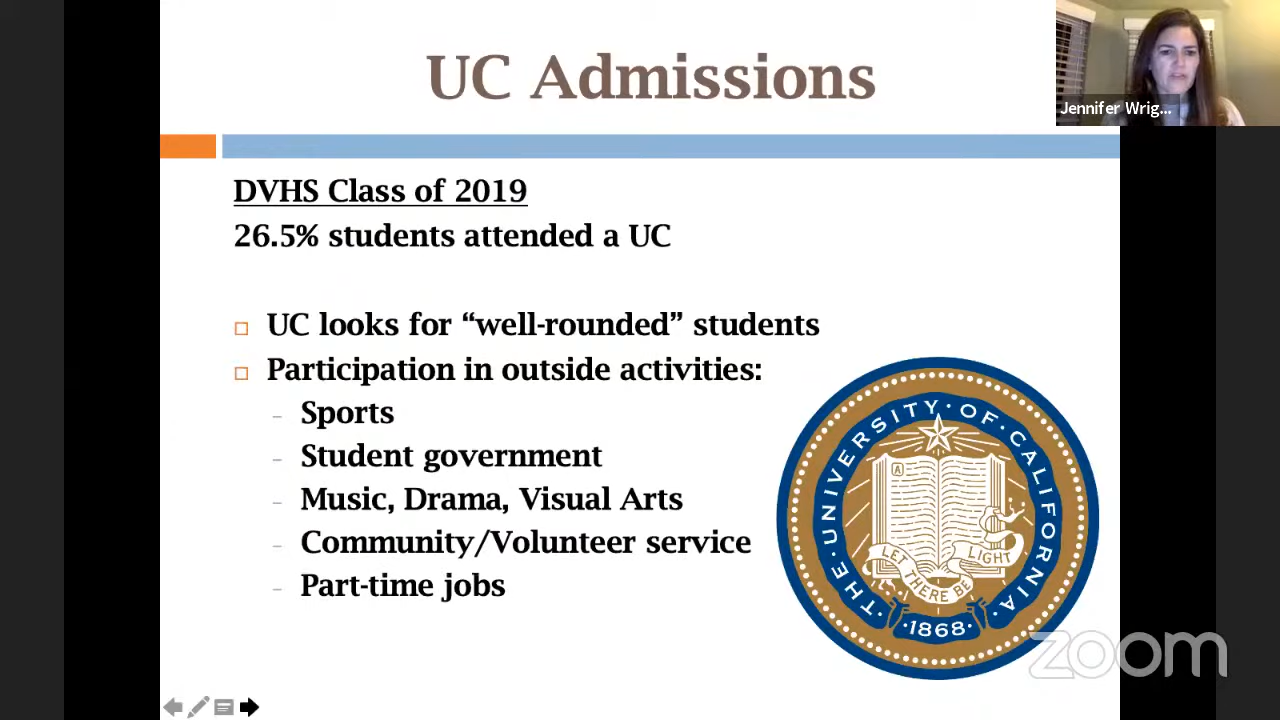 UC Admissions
Jennifer Wrig...
DVHS Class of 2019
26.5% students attended a UC
□ UC looks for “well-rounded” students
□ Participation in outside activities:
– Sports
– Student government
– Music, Drama, Visual Arts
– Community/Volunteer service
– Part-time jobs
·THE·UNIVERSITY·OF·CALIFORNIA·
A
LET THERE BE LIGHT
·1868·
zoom